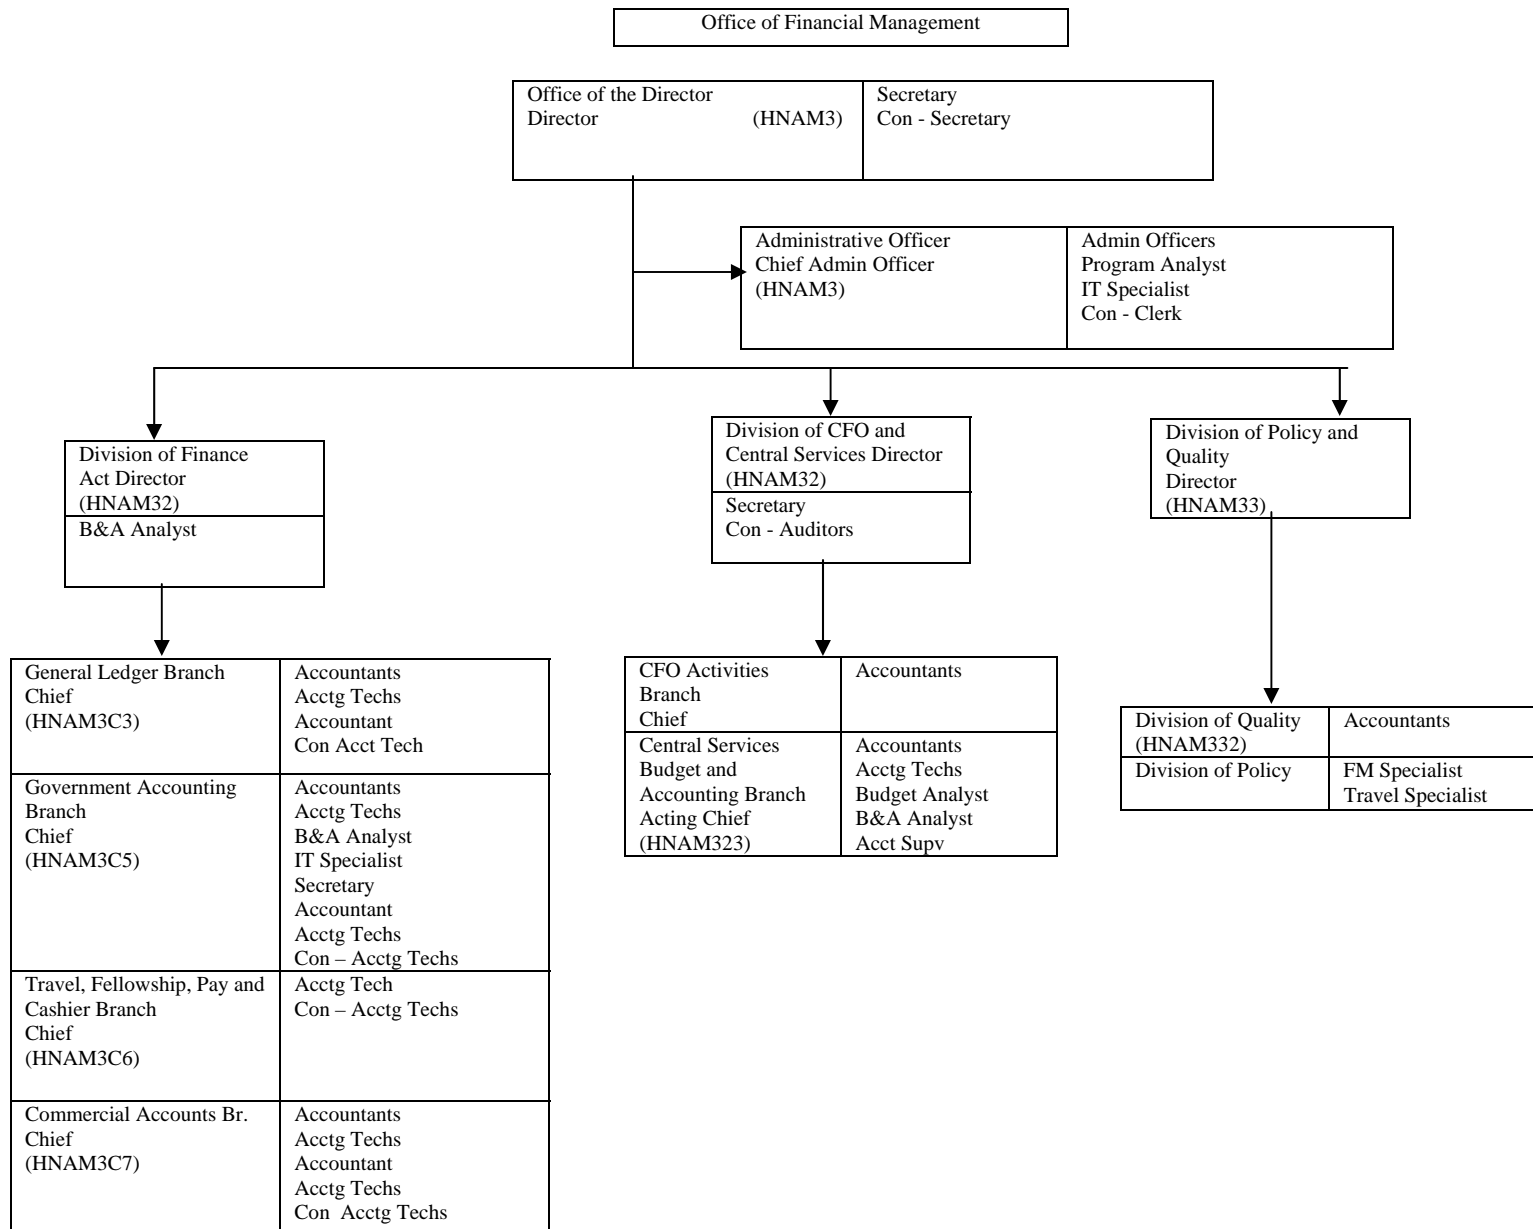 Office of Financial Management
Office of the Director
Director (HNAM3)
Secretary
Con - Secretary
Administrative Officer
Chief Admin Officer
(HNAM3)
Admin Officers
Program Analyst
IT Specialist
Con - Clerk
Division of Finance
Act Director
(HNAM32)
B&A Analyst
Division of CFO and
Central Services Director
(HNAM32)
Secretary
Con - Auditors
Division of Policy and
Quality
Director
(HNAM33)
General Ledger Branch
Chief
(HNAM3C3)
Accountants
Acctg Techs
Accountant
Con Acct Tech
Government Accounting
Branch
Chief
(HNAM3C5)
Accountants
Acctg Techs
B&A Analyst
IT Specialist
Secretary
Accountant
Acctg Techs
Con – Acctg Techs
Travel, Fellowship, Pay and
Cashier Branch
Chief
(HNAM3C6)
Acctg Tech
Con – Acctg Techs
Commercial Accounts Br.
Chief
(HNAM3C7)
Accountants
Acctg Techs
Accountant
Acctg Techs
Con Acctg Techs
CFO Activities
Branch
Chief
Accountants
Central Services
Budget and
Accounting Branch
Acting Chief
(HNAM323)
Accountants
Acctg Techs
Budget Analyst
B&A Analyst
Acct Supv
Division of Quality
(HNAM332)
Accountants
Division of Policy
FM Specialist
Travel Specialist